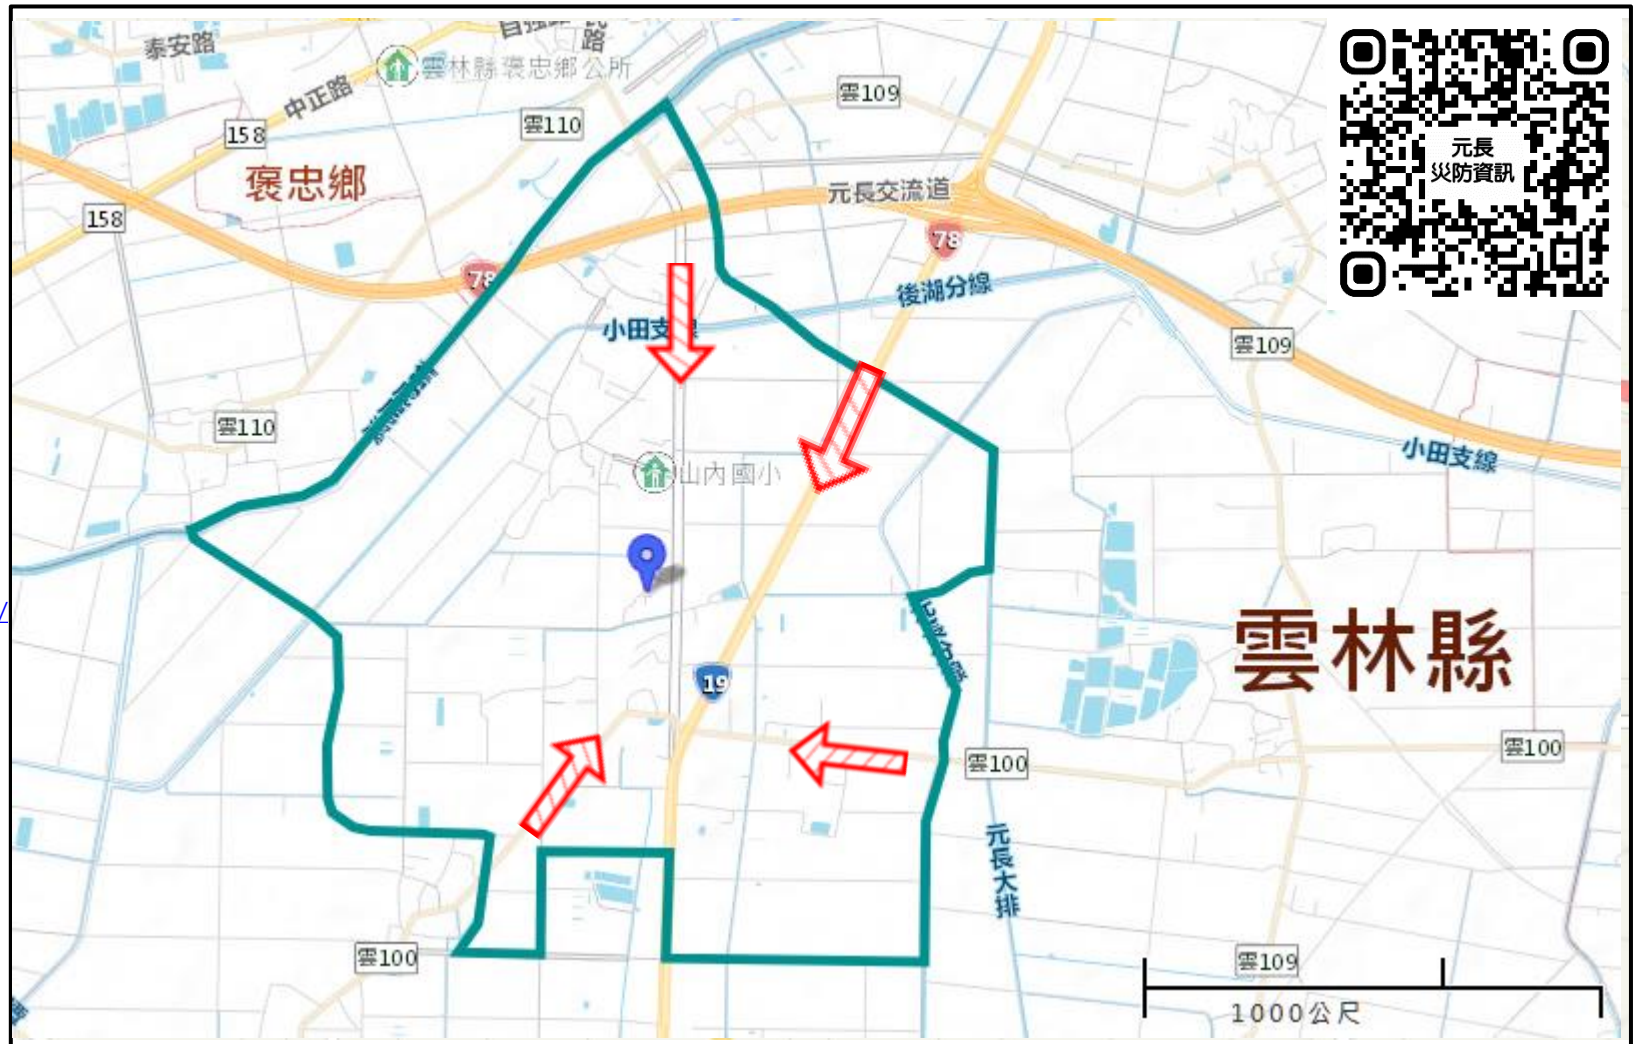 泰安路
路
雲林縣褒忠鄉公所
中正路
158
雲110
雲109
元長
災防資訊
褒忠鄉
元長交流道
158
78
78
後湖分線
小田支線
雲109
雲110
小田支線
山內國小
雲林縣
19
雲100
雲100
元長大排
雲100
雲109
1000公尺
/